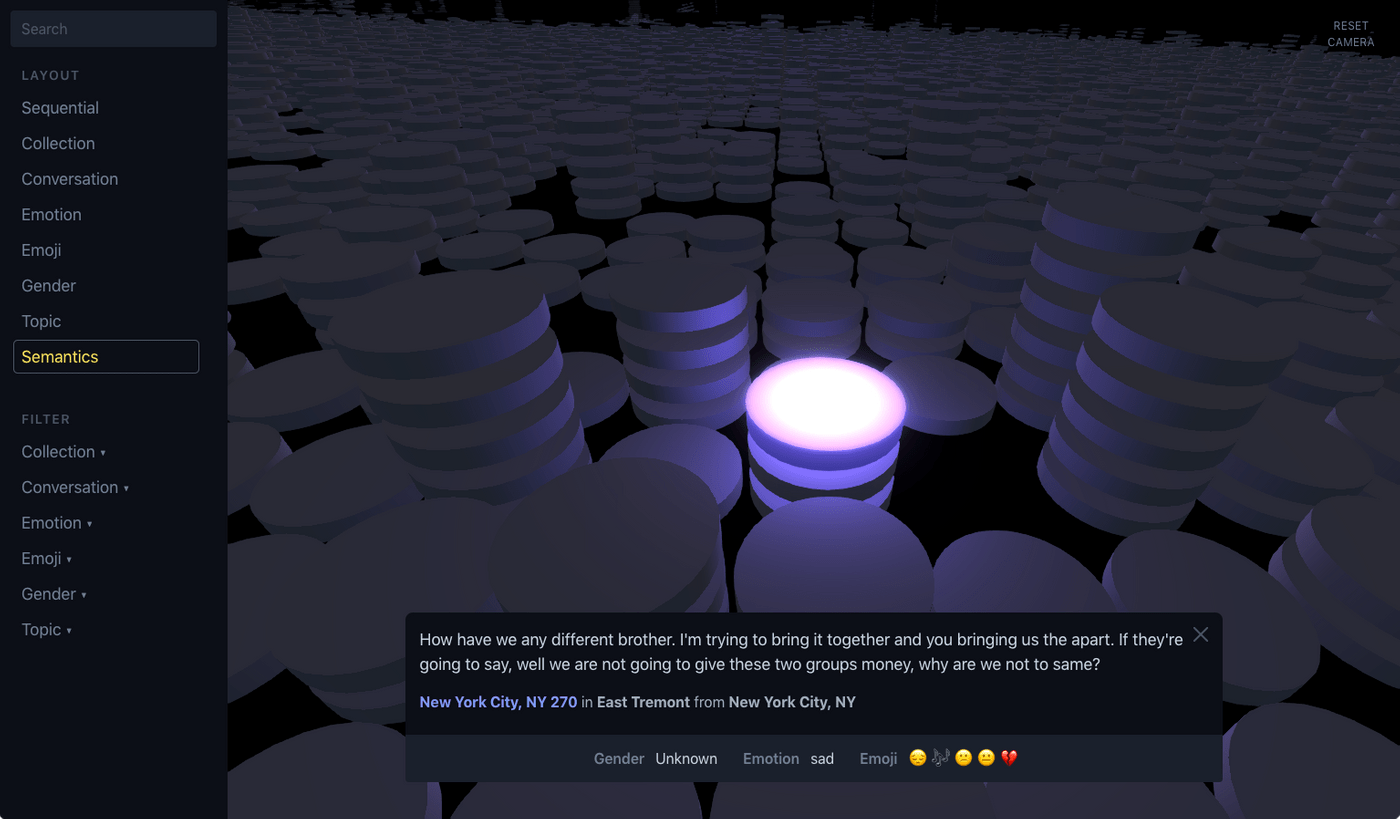 Search
LAYOUT
Sequential
Collection
Conversation
Emotion
Emoji
Gender
Topic
Semantics
FILTER
Collection ▾
Conversation ▾
Emotion ▾
Emoji ▾
Gender ▾
Topic ▾
RESET
CAMERA
How have we any different brother. I'm trying to bring it together and you bringing us the apart. If they're
going to say, well we are not going to give these two groups money, why are we not to same?
New York City, NY 270 in East Tremont from New York City, NY
Gender Unknown Emotion sad Emoji 😔 🎶 😕 😐 💔